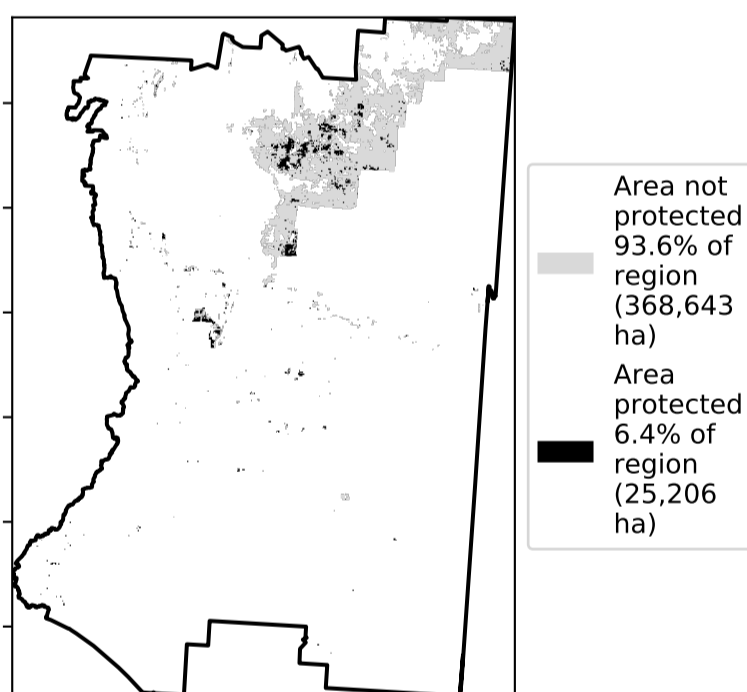 Area not
protected
93.6% of
region
(368,643
ha)
Area
protected
6.4% of
region
(25,206
ha)